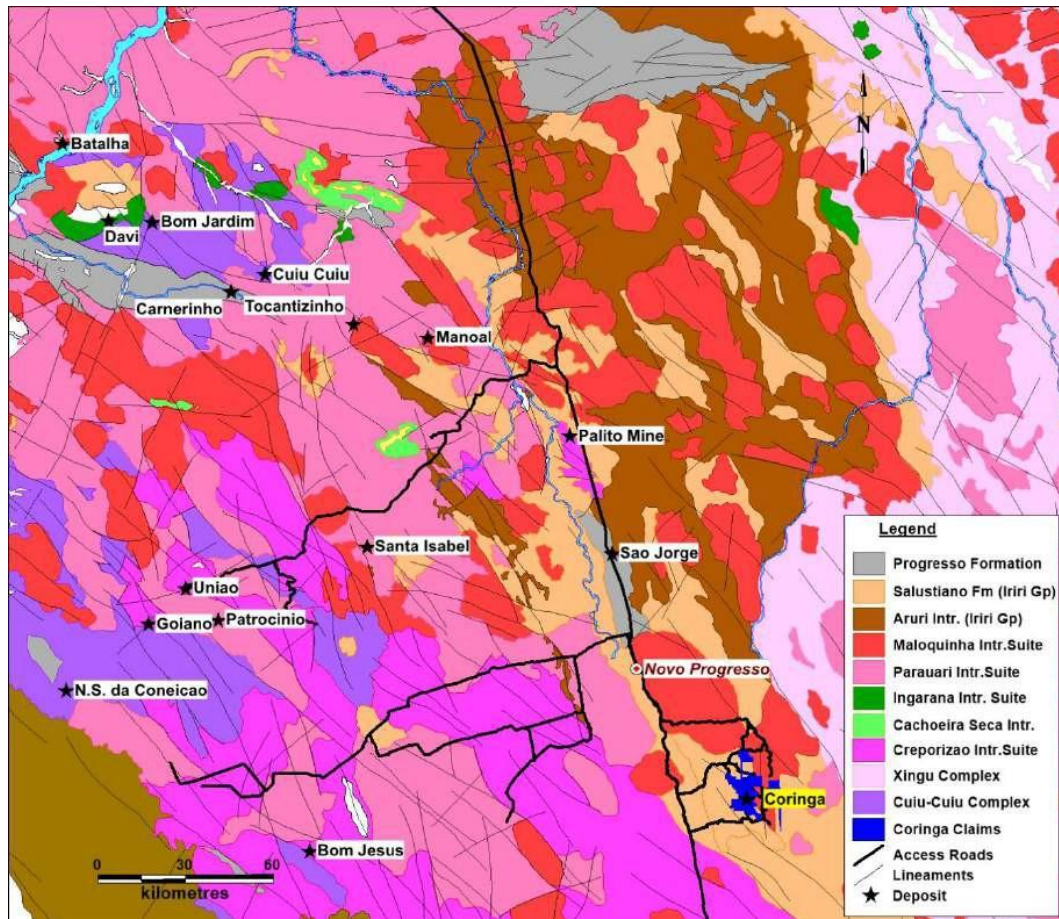 N
Batalha
Davi
Bom Jardim
Cuiu Cuiu
Carnerinho
Tocantizinho
Manoal
Palito Mine
Sao Jorge
Santa Isabel
Uniao
Goiano
Patrocinio
Novo Progresso
N.S. da Coneicao
Coringa
Bom Jesus
0 30 60
kilometres
Legend
Progresso Formation
Salustiano Fm (Iriri Gp)
Aruri Intr. (Iriri Gp)
Maloquinha Intr.Suite
Parauari Intr.Suite
Ingarana Intr. Suite
Cachoeira Seca Intr.
Creporizao Intr.Suite
Xingu Complex
Cuiu-Cuiu Complex
Coringa Claims
Access Roads
Lineaments
Deposit